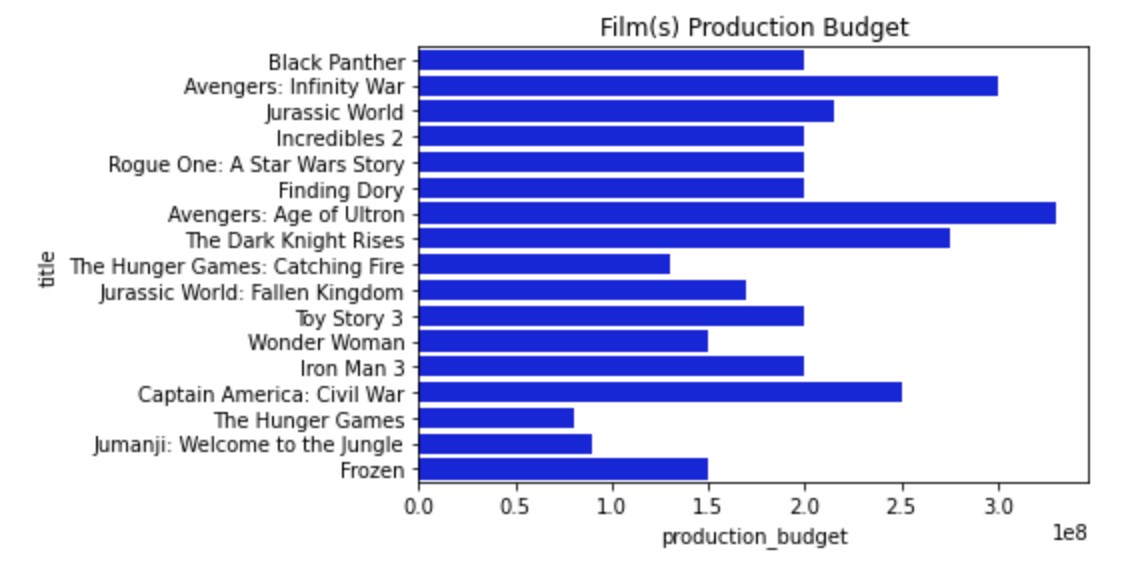 Film(s) Production Budget
title
Black Panther
Avengers: Infinity War
Jurassic World
Incredibles 2
Rogue One: A Star Wars Story
Finding Dory
Avengers: Age of Ultron
The Dark Knight Rises
The Hunger Games: Catching Fire
Jurassic World: Fallen Kingdom
Toy Story 3
Wonder Woman
Iron Man 3
Captain America: Civil War
The Hunger Games
Jumanji: Welcome to the Jungle
Frozen
0.0 0.5 1.0 1.5 2.0 2.5 3.0
production_budget
1e8